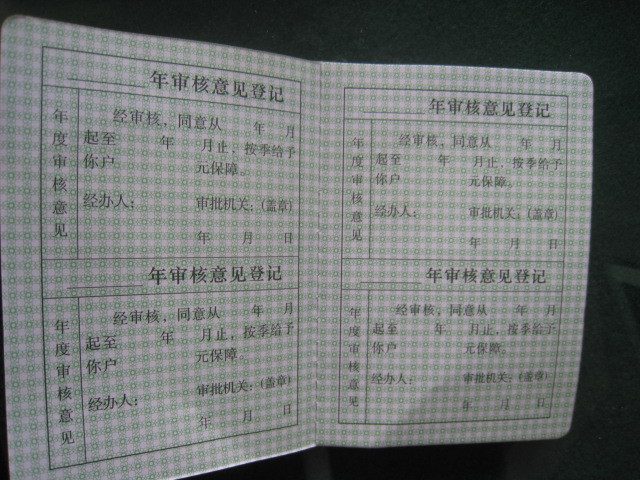 年审核意见登记
年度审核意见
经审核，同意从 年 月
起至 年 月止，按季给予
你户 元保障。
经办人： 审批机关：（盖章）
年 月 日
年审核意见登记
年度审核意见
经审核，同意从 年 月
起至 年 月止，按季给予
你户 元保障。
经办人： 审批机关：（盖章）
年 月 日
年审核意见登记
年度审核意见
经审核，同意从 年 月
起至 年 月止，按季给予
你户 元保障。
经办人： 审批机关：（盖章）
年 月 日
年审核意见登记
年度审核意见
经审核，同意从 年 月
起至 年 月止，按季给予
你户 元保障。
经办人： 审批机关：（盖章）
年 月 日